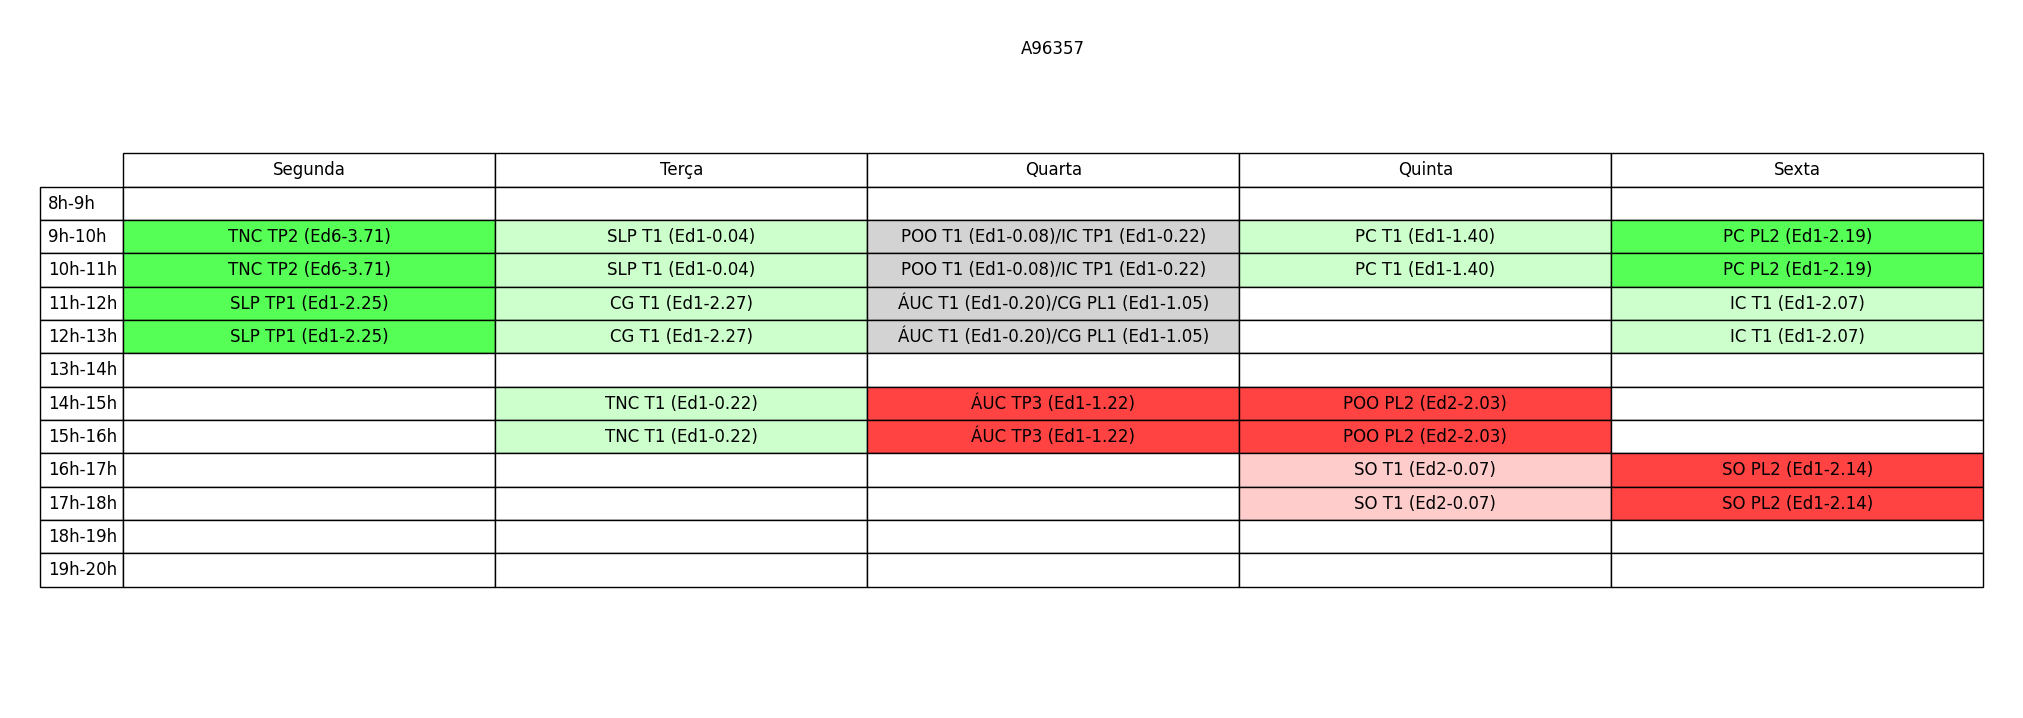 A96357
Segunda Terça Quarta Quinta Sexta
8h-9h
9h-10h TNC TP2 (Ed6-3.71) SLP T1 (Ed1-0.04) POO T1 (Ed1-0.08)/IC TP1 (Ed1-0.22) PC T1 (Ed1-1.40) PC PL2 (Ed1-2.19)
10h-11h TNC TP2 (Ed6-3.71) SLP T1 (Ed1-0.04) POO T1 (Ed1-0.08)/IC TP1 (Ed1-0.22) PC T1 (Ed1-1.40) PC PL2 (Ed1-2.19)
11h-12h SLP TP1 (Ed1-2.25) CG T1 (Ed1-2.27) ÁUC T1 (Ed1-0.20)/CG PL1 (Ed1-1.05) IC T1 (Ed1-2.07)
12h-13h SLP TP1 (Ed1-2.25) CG T1 (Ed1-2.27) ÁUC T1 (Ed1-0.20)/CG PL1 (Ed1-1.05) IC T1 (Ed1-2.07)
13h-14h
14h-15h TNC T1 (Ed1-0.22) ÁUC TP3 (Ed1-1.22) POO PL2 (Ed2-2.03)
15h-16h TNC T1 (Ed1-0.22) ÁUC TP3 (Ed1-1.22) POO PL2 (Ed2-2.03)
16h-17h SO T1 (Ed2-0.07) SO PL2 (Ed1-2.14)
17h-18h SO T1 (Ed2-0.07) SO PL2 (Ed1-2.14)
18h-19h
19h-20h